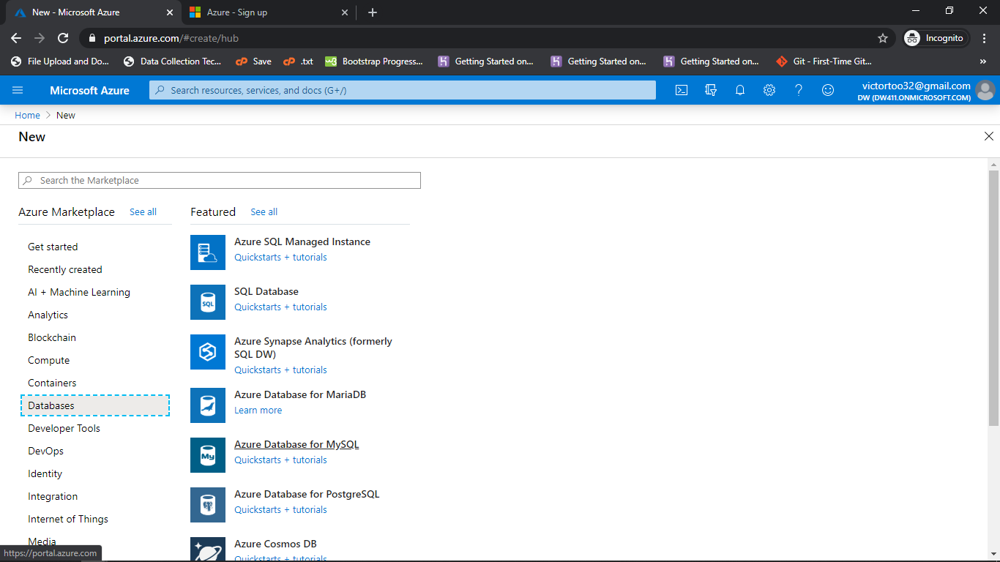 New - Microsoft Azure
Azure - Sign up
portal.azure.com/#create/hub
Incognito
File Upload and Do...
Data Collection Tec...
Save
.txt
Bootstrap Progress...
Getting Started on...
Getting Started on...
Getting Started on...
Git - First-Time Git...
Microsoft Azure
Search resources, services, and docs (G+/)
victortoo32@gmail.com
DW (DW411.ONMICROSOFT.COM)
Home > New
New
Search the Marketplace
Azure Marketplace See all
Get started
Recently created
AI + Machine Learning
Analytics
Blockchain
Compute
Containers
Databases
Developer Tools
DevOps
Identity
Integration
Internet of Things
Media
Featured See all
Azure SQL Managed Instance
Quickstarts + tutorials
SQL
SQL Database
Quickstarts + tutorials
Azure Synapse Analytics (formerly
SQL DW)
Quickstarts + tutorials
Azure Database for MariaDB
Learn more
My
Azure Database for MySQL
Quickstarts + tutorials
Azure Database for PostgreSQL
Quickstarts + tutorials
Azure Cosmos DB
Quickstarts + tutorials
https://portal.azure.com